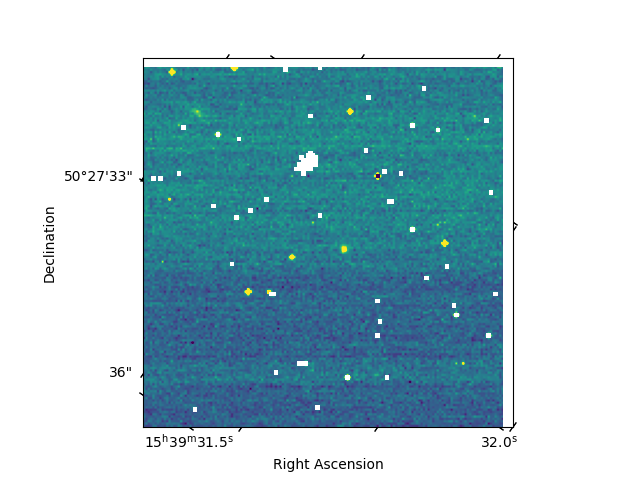 50°27'33"
Declination
36"
15ʰ39ᵐ31.5ˢ
32.0ˢ
Right Ascension